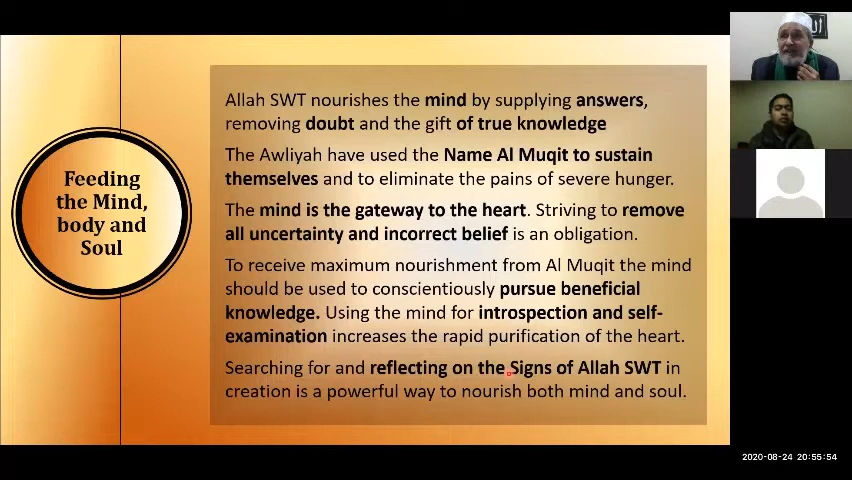 Feeding
the Mind,
body and
Soul
Allah SWT nourishes the mind by supplying answers,
removing doubt and the gift of true knowledge
The Awliyah have used the Name Al Muqit to sustain
themselves and to eliminate the pains of severe hunger.
The mind is the gateway to the heart. Striving to remove
all uncertainty and incorrect belief is an obligation.
To receive maximum nourishment from Al Muqit the mind
should be used to conscientiously pursue beneficial
knowledge. Using the mind for introspection and self-
examination increases the rapid purification of the heart.
Searching for and reflecting on the Signs of Allah SWT in
creation is a powerful way to nourish both mind and soul.
2020-08-24 20:55:54